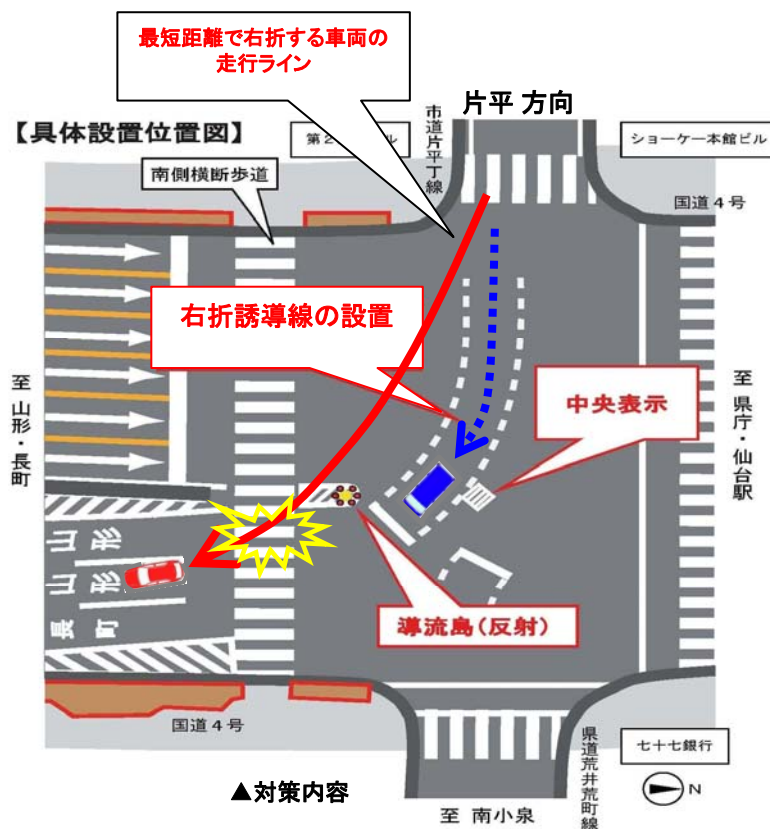 最短距離で右折する車両の
走行ライン
片平 方向
【具体設置位置図】
市道片平丁線
第2
ル
ショーケー本館ビル
南側横断歩道
国道4号
右折誘導線の設置
中央表示
至 山形・長町
至 県庁・仙台駅
山形
山形
長町
導流島(反射)
国道4号
県道荒井荒町線
七十七銀行
N
▲対策内容
至 南小泉